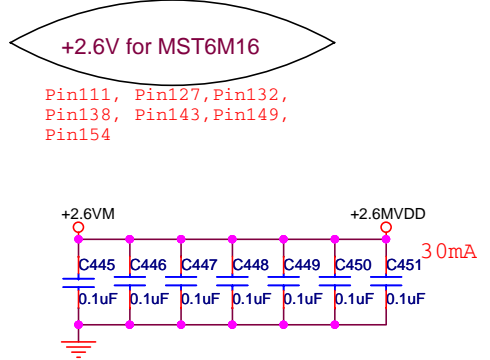 +2.6V for MST6M16
Pin111, Pin127,Pin132,
Pin138, Pin143,Pin149,
Pin154
+2.6VM +2.6MVDD
30mA
C445 C446 C447 C448 C449 C450 C451
0.1uF 0.1uF 0.1uF 0.1uF 0.1uF 0.1uF 0.1uF